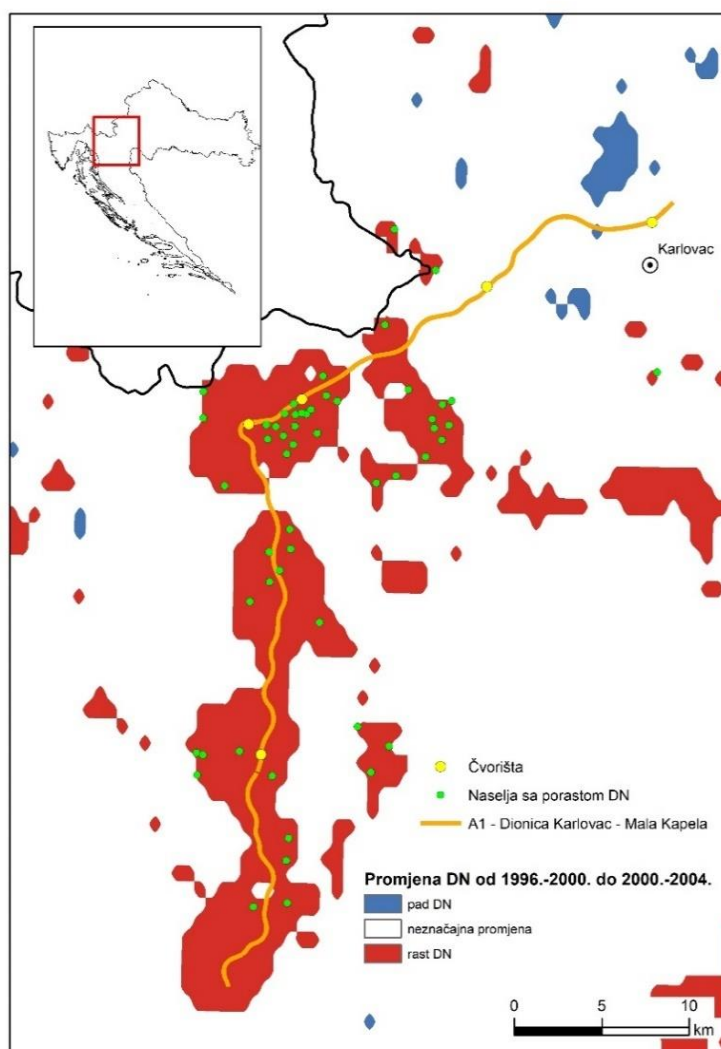 Karlovac
Čvorišta
Naselja sa porastom DN
A1 - Dionica Karlovac - Mala Kapela
Promjena DN od 1996.-2000. do 2000.-2004.
pad DN
neznačajna promjena
rast DN
0 5 10
km